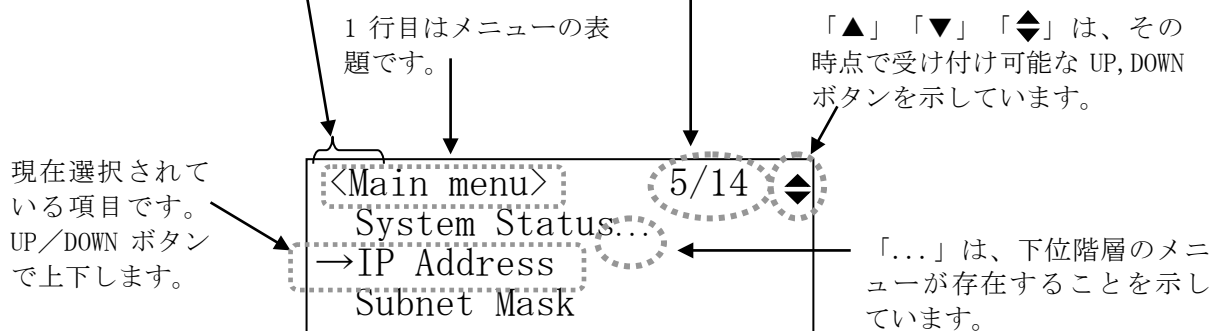 1 行目はメニューの表
題です。
「▲」「▼」「◆」は、その
時点で受け付け可能な UP,DOWN
ボタンを示しています。
現在選択されて
いる項目です。
UP／DOWN ボタン
で上下します。
<Main menu> 5/14
System Status...
→IP Address
Subnet Mask
「...」は、下位階層のメニ
ューが存在することを示し
ています。